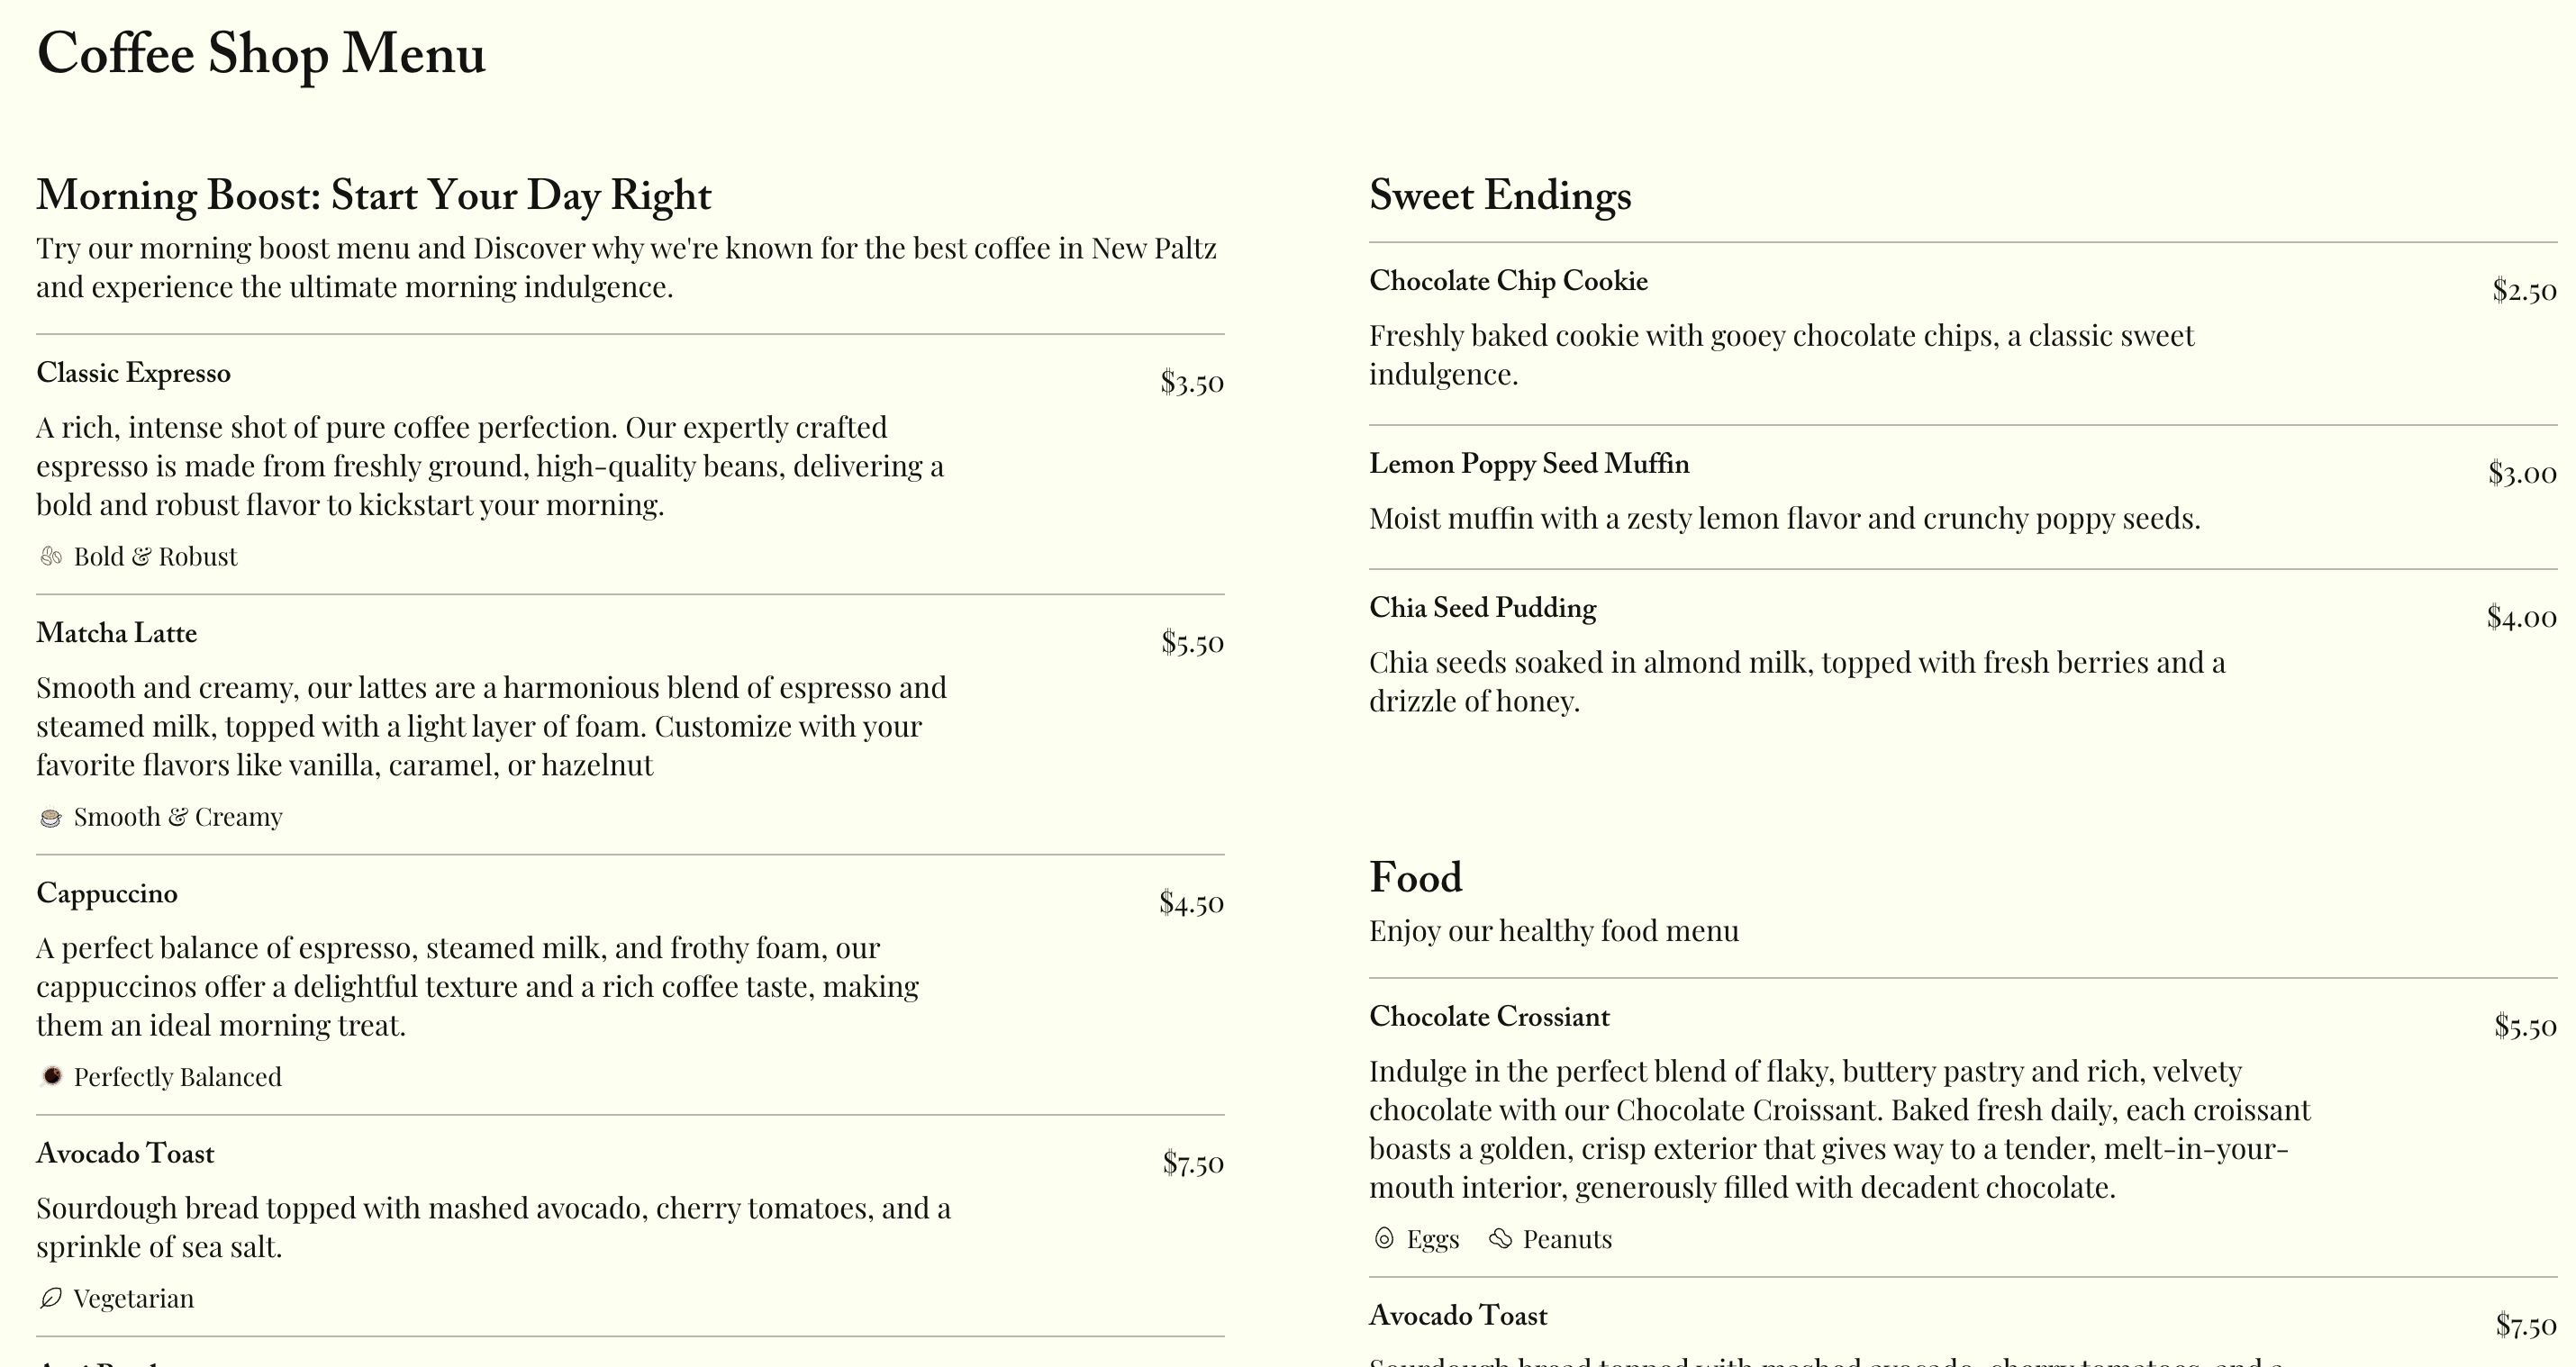 Coffee Shop Menu
Morning Boost: Start Your Day Right
Try our morning boost menu and Discover why we're known for the best coffee in New Paltz
and experience the ultimate morning indulgence.
Classic Expresso
$3.50
A rich, intense shot of pure coffee perfection. Our expertly crafted
espresso is made from freshly ground, high-quality beans, delivering a
bold and robust flavor to kickstart your morning.
Bold & Robust
Matcha Latte
$5.50
Smooth and creamy, our lattes are a harmonious blend of espresso and
steamed milk, topped with a light layer of foam. Customize with your
favorite flavors like vanilla, caramel, or hazelnut
Smooth & Creamy
Cappuccino
$4.50
A perfect balance of espresso, steamed milk, and frothy foam, our
cappuccinos offer a delightful texture and a rich coffee taste, making
them an ideal morning treat.
Perfectly Balanced
Avocado Toast
$7.50
Sourdough bread topped with mashed avocado, cherry tomatoes, and a
sprinkle of sea salt.
Vegetarian
Sweet Endings
Chocolate Chip Cookie
$2.50
Freshly baked cookie with gooey chocolate chips, a classic sweet
indulgence.
Lemon Poppy Seed Muffin
$3.00
Moist muffin with a zesty lemon flavor and crunchy poppy seeds.
Chia Seed Pudding
$4.00
Chia seeds soaked in almond milk, topped with fresh berries and a
drizzle of honey.
Food
Enjoy our healthy food menu
Chocolate Crossiant
$5.50
Indulge in the perfect blend of flaky, buttery pastry and rich, velvety
chocolate with our Chocolate Croissant. Baked fresh daily, each croissant
boasts a golden, crisp exterior that gives way to a tender, melt-in-your-
mouth interior, generously filled with decadent chocolate.
Eggs Peanuts
Avocado Toast
$7.50
Sourdough bread topped with mashed avocado, cherry tomatoes, and a